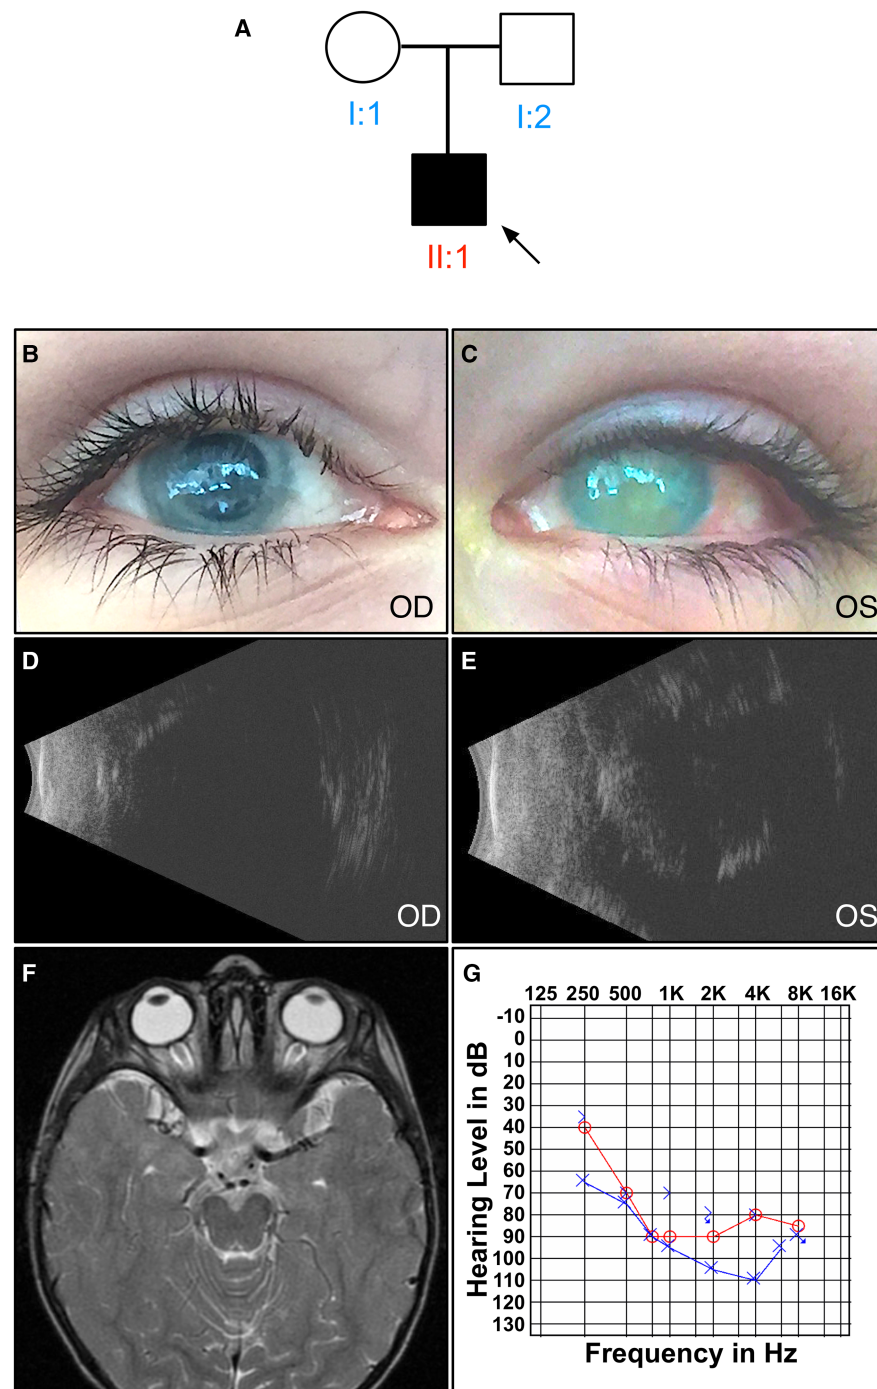 A
I:1
I:2
II:1
B
OD
C
OS
D
OD
E
OS
F
G
125 250 500 1K 2K 4K 8K 16K
-10
0
10
20
30
40
50
60
70
80
90
100
110
120
130
Hearing Level in dB
Frequency in Hz